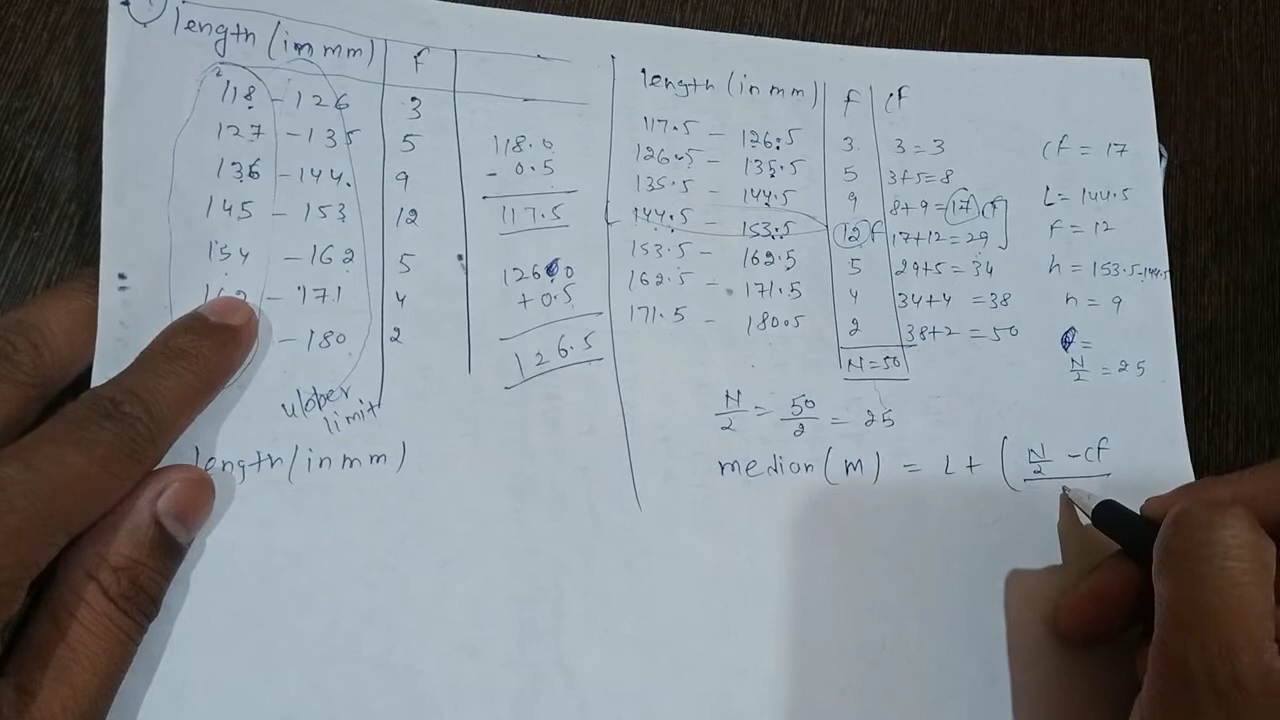 length (in mm) f
118 - 126 3
127 - 135 5
136 - 144. 9
145 - 153 12
154 - 162 5
- 171 4
- 180 2
upper
limit
length (in mm)
118.0
- 0.5
117.5
126.0
+ 0.5
126.5
length (in mm) f cf
117.5 - 126.5 3 3 = 3
126.5 - 135.5 5 3+5=8
135.5 - 144.5 9 8+9=17 cf
144.5 - 153.5 12 f 17+12=29
153.5 - 162.5 5 29+5=34
162.5 - 171.5 4 34+4=38
171.5 - 180.5 2 38+2=50
N=50
N/2 = 50/2 = 25
median (m) = L + ( N/2 - cf
cf = 17
L = 144.5
f = 12
h = 153.5-144.5
h = 9
=
N/2 = 25